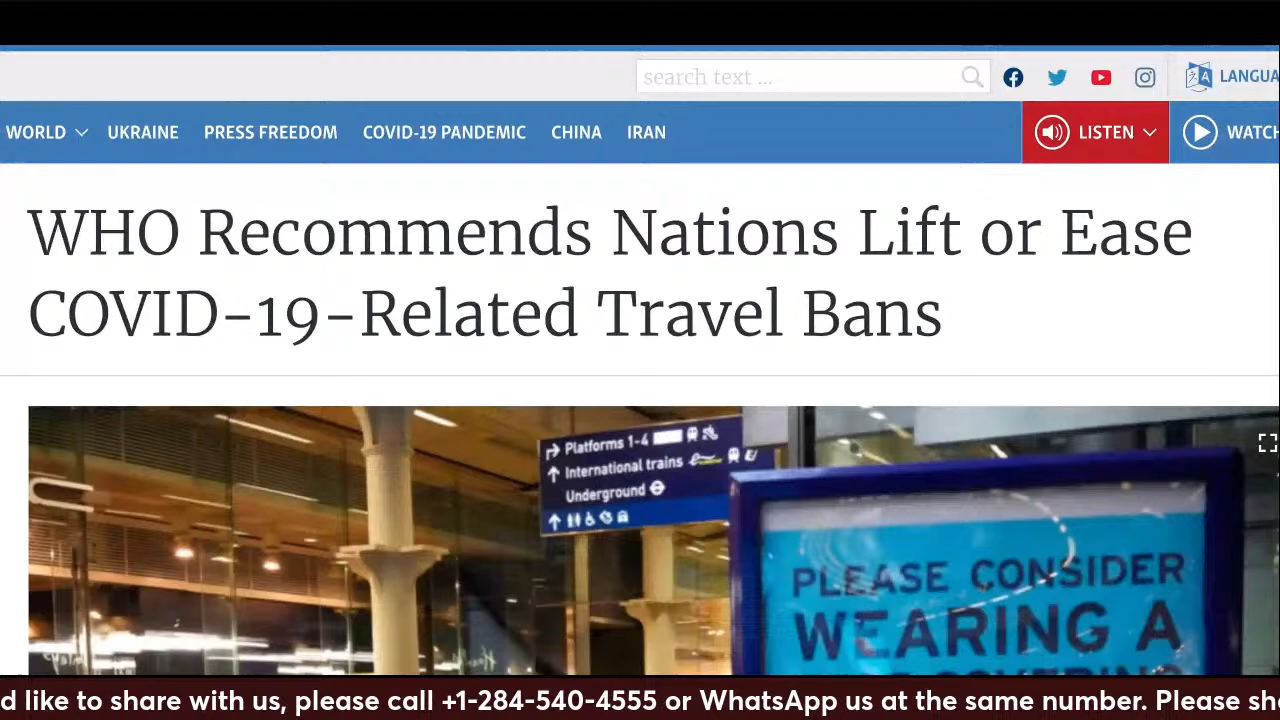 search text ...
LANGUA
WORLD UKRAINE PRESS FREEDOM COVID-19 PANDEMIC CHINA IRAN LISTEN WATCH
WHO Recommends Nations Lift or Ease
COVID-19-Related Travel Bans
Platforms 1-4
International trains
Underground
PLEASE CONSIDER
WEARING A
d like to share with us, please call +1-284-540-4555 or WhatsApp us at the same number. Please sh